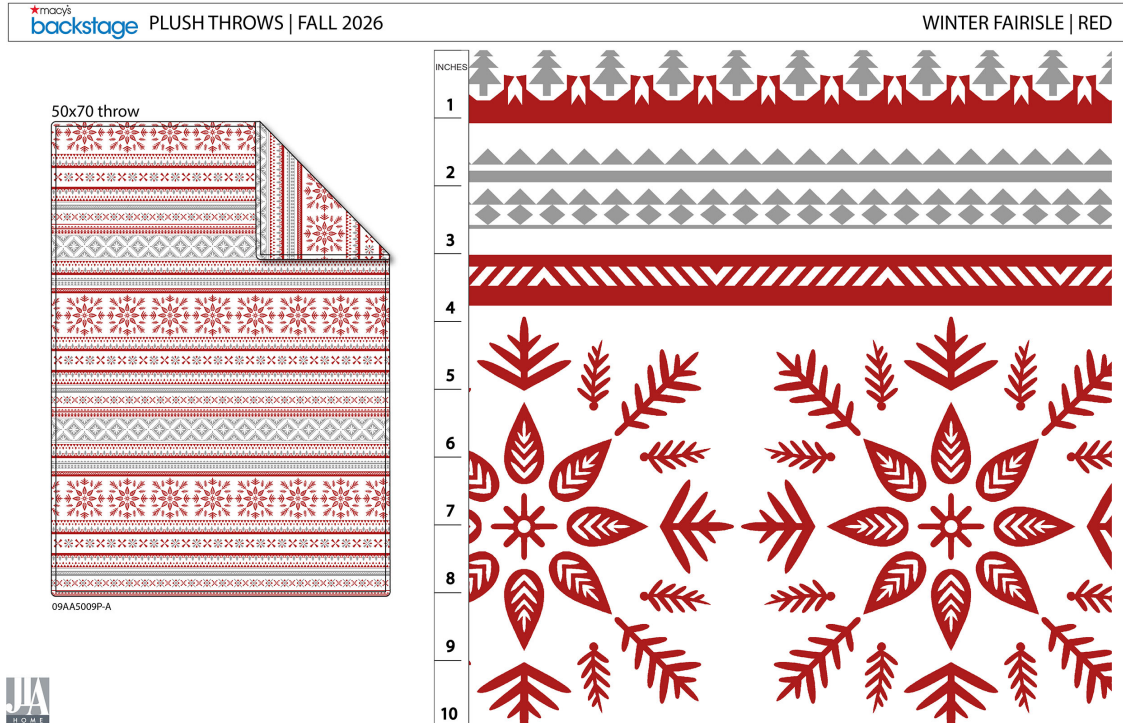 macy's
backstage
PLUSH THROWS | FALL 2026
WINTER FAIRISLE | RED
50x70 throw
09AA5009P-A
INCHES
1
2
3
4
5
6
7
8
9
10
JLA
HOME